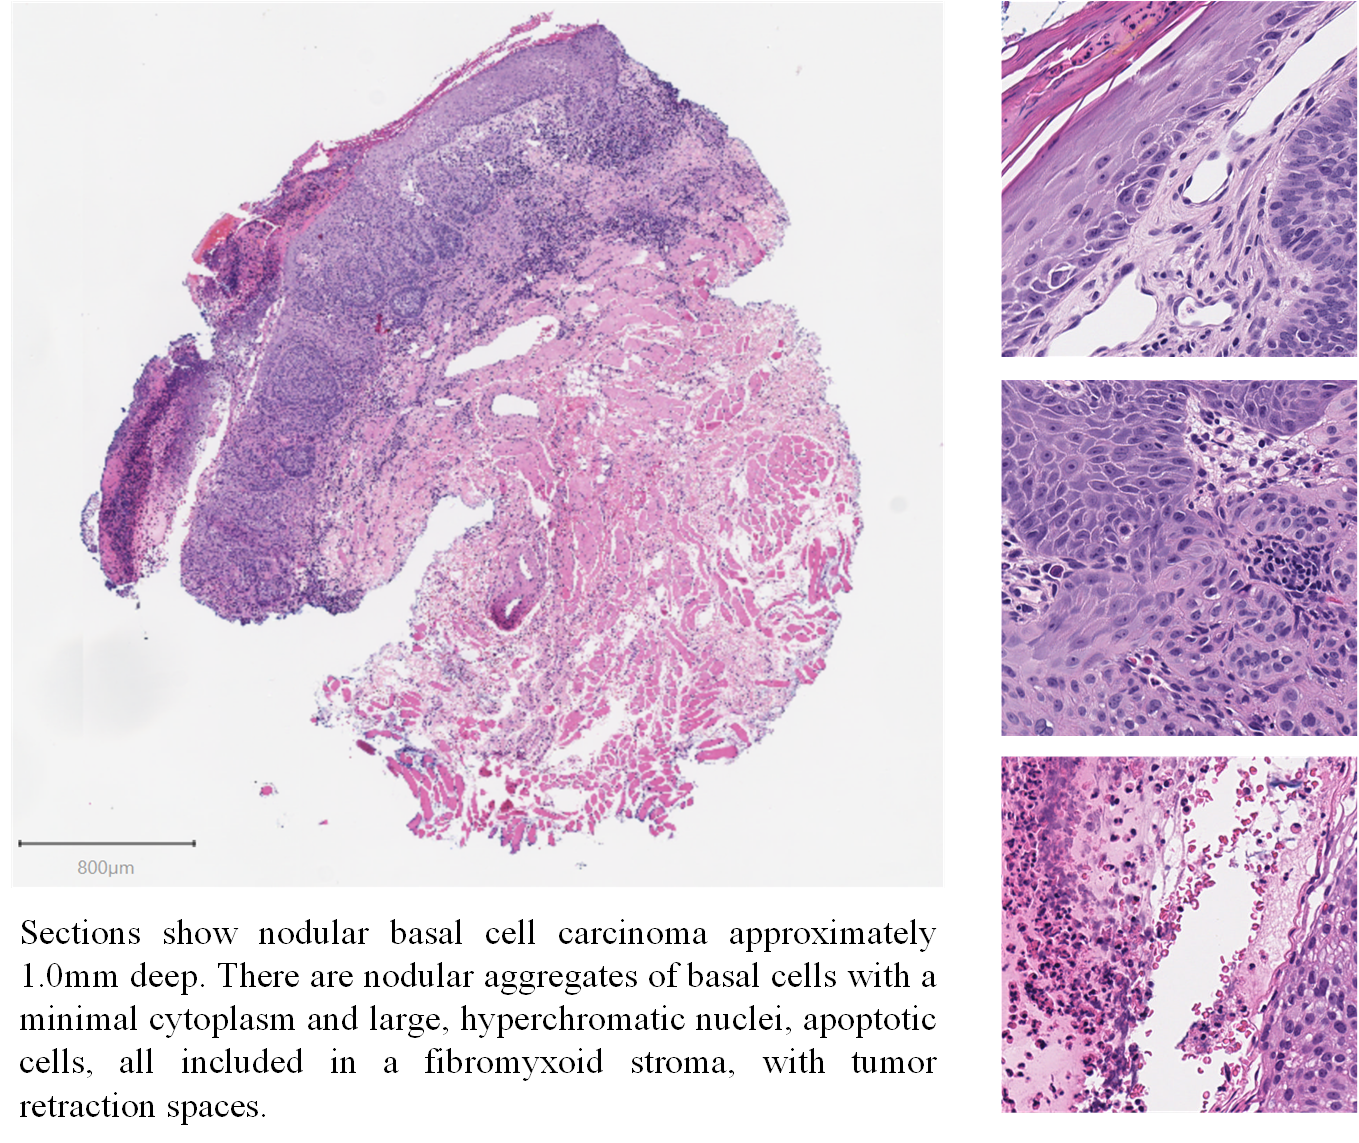 800μm
Sections show nodular basal cell carcinoma approximately
1.0mm deep. There are nodular aggregates of basal cells with a
minimal cytoplasm and large, hyperchromatic nuclei, apoptotic
cells, all included in a fibromyxoid stroma, with tumor
retraction spaces.